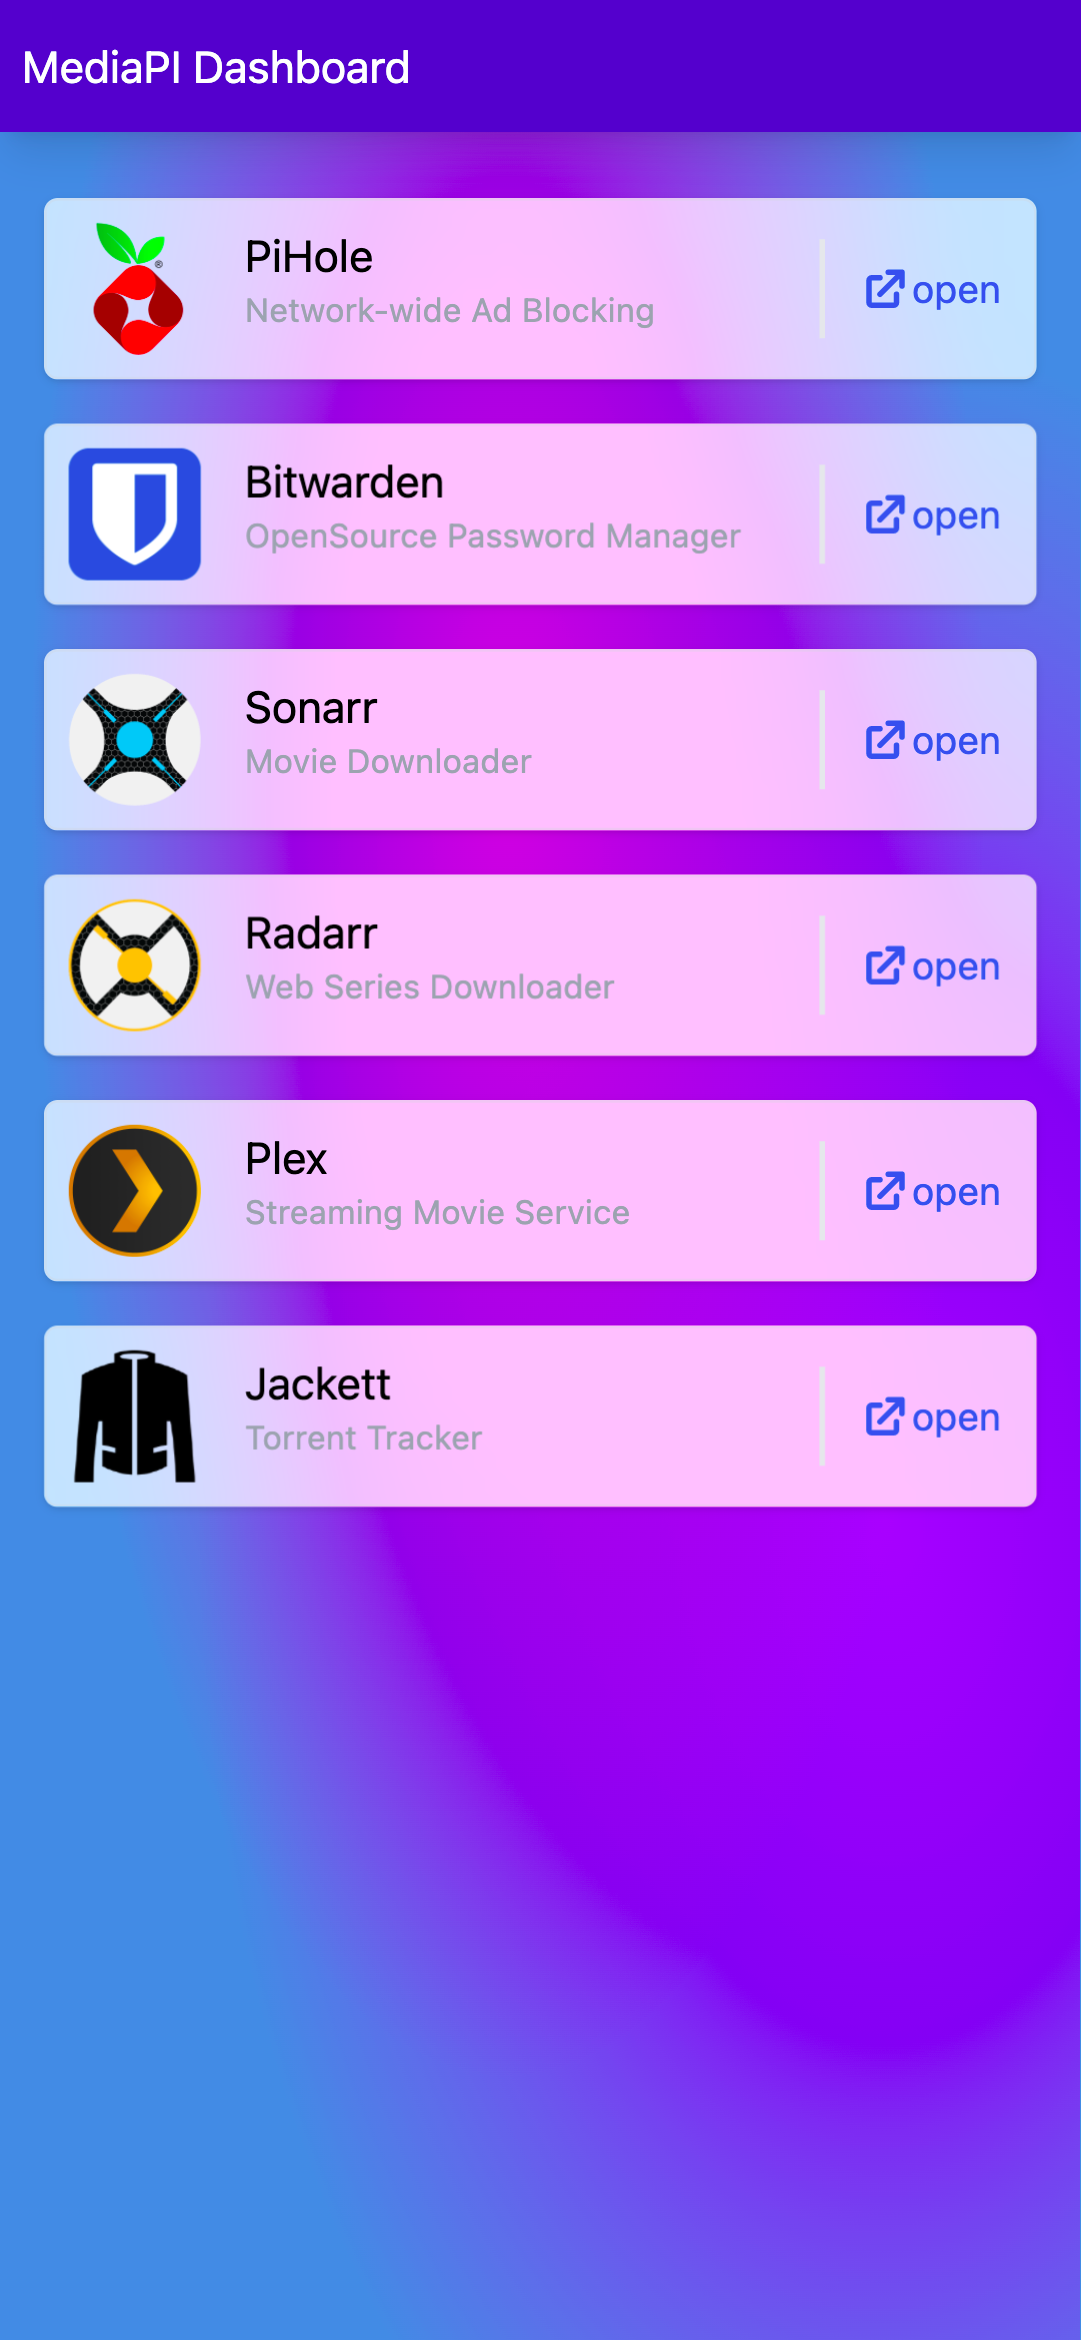 MediaPI Dashboard
PiHole
Network-wide Ad Blocking
open
Bitwarden
OpenSource Password Manager
open
Sonarr
Movie Downloader
open
Radarr
Web Series Downloader
open
Plex
Streaming Movie Service
open
Jackett
Torrent Tracker
open